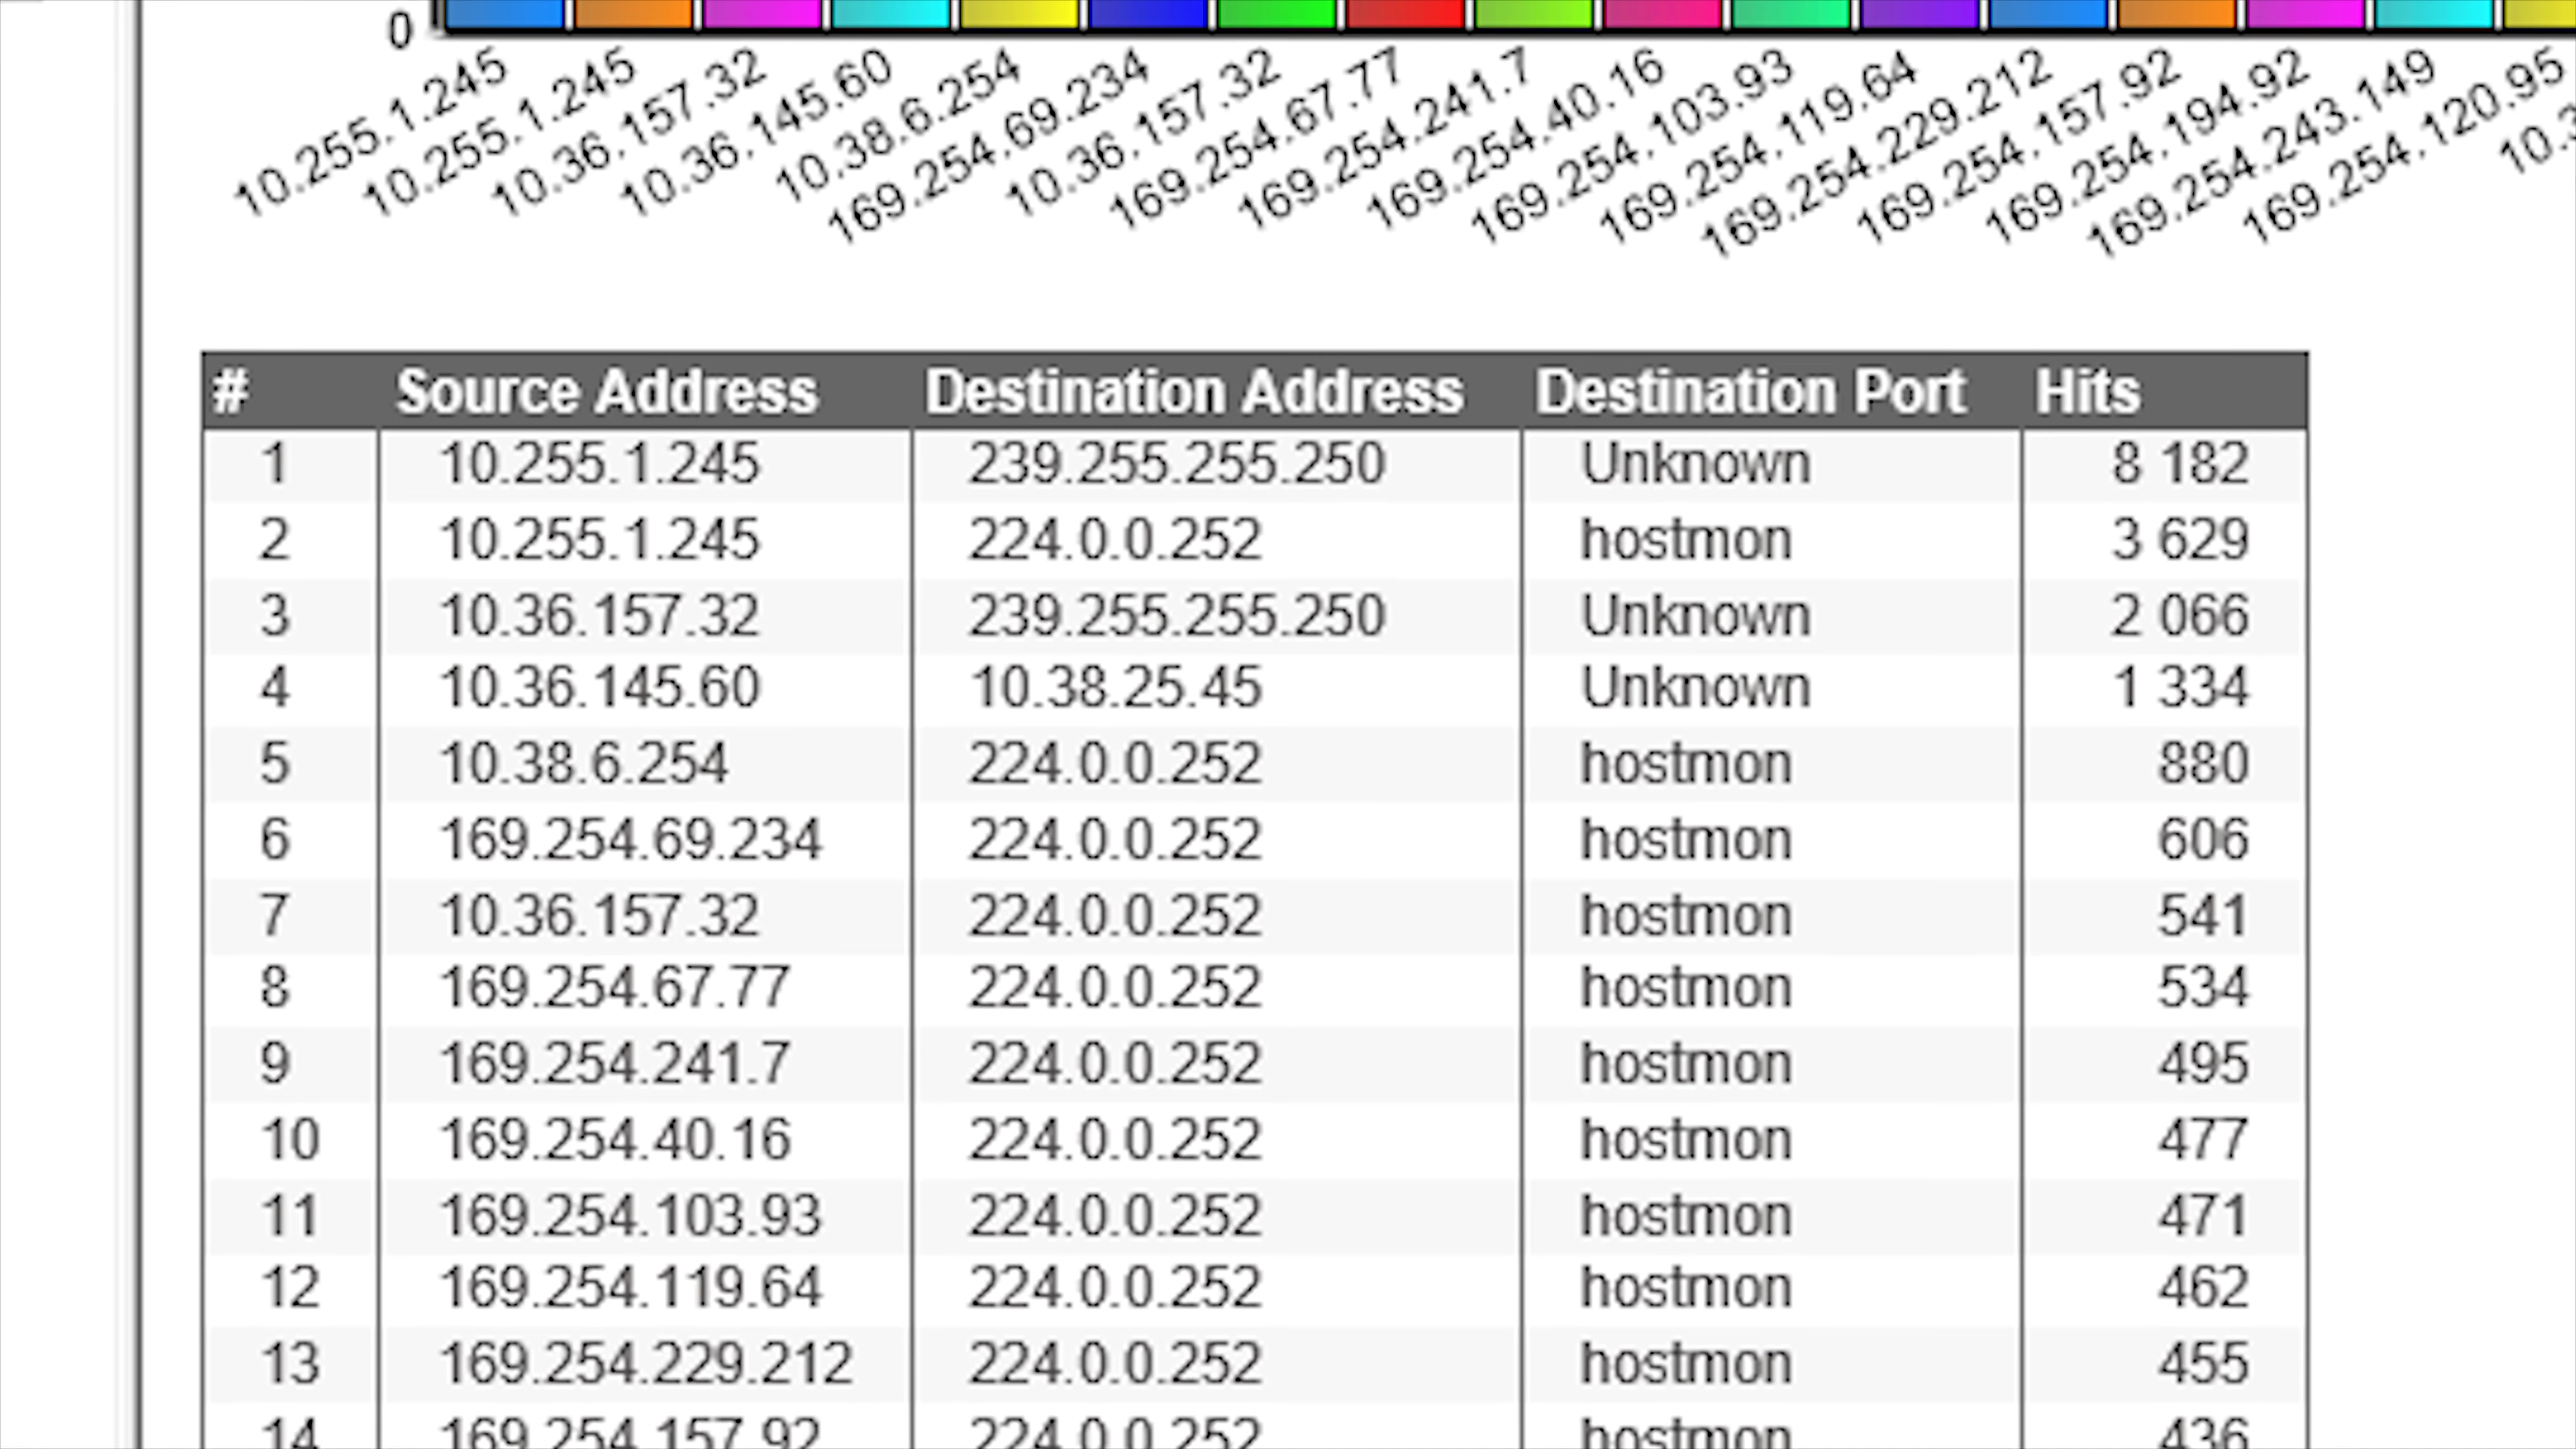 0
10.255.1.245
10.255.1.245
10.36.157.32
10.36.145.60
10.38.6.254
169.254.69.234
10.36.157.32
169.254.67.77
169.254.241.7
169.254.40.16
169.254.103.93
169.254.119.64
169.254.229.212
169.254.157.92
169.254.194.92
169.254.243.149
169.254.120.95
# Source Address Destination Address Destination Port Hits
1 10.255.1.245 239.255.255.250 Unknown 8 182
2 10.255.1.245 224.0.0.252 hostmon 3 629
3 10.36.157.32 239.255.255.250 Unknown 2 066
4 10.36.145.60 10.38.25.45 Unknown 1 334
5 10.38.6.254 224.0.0.252 hostmon 880
6 169.254.69.234 224.0.0.252 hostmon 606
7 10.36.157.32 224.0.0.252 hostmon 541
8 169.254.67.77 224.0.0.252 hostmon 534
9 169.254.241.7 224.0.0.252 hostmon 495
10 169.254.40.16 224.0.0.252 hostmon 477
11 169.254.103.93 224.0.0.252 hostmon 471
12 169.254.119.64 224.0.0.252 hostmon 462
13 169.254.229.212 224.0.0.252 hostmon 455
14 169.254.157.92 224.0.0.252 hostmon 436